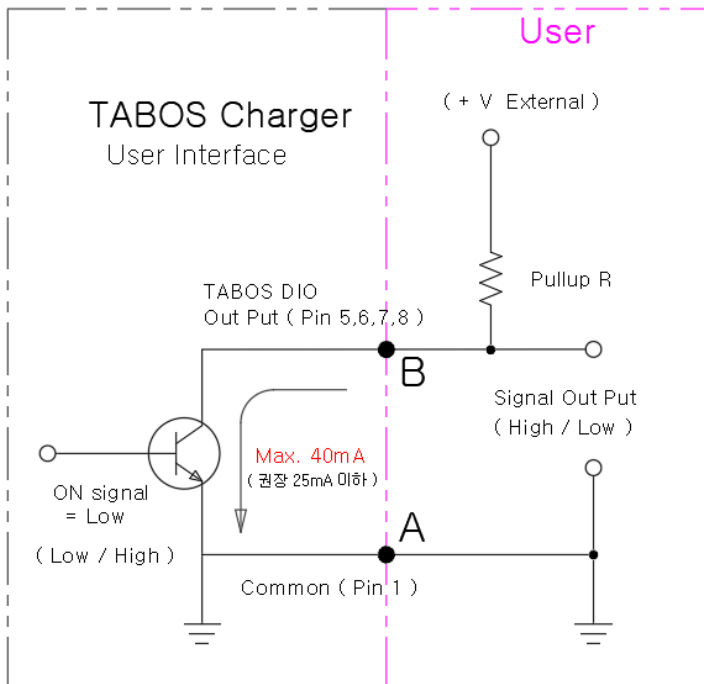 User
TABOS Charger
User Interface
( + V External )
Pullup R
TABOS DIO
Out Put ( Pin 5,6,7,8 )
B
Signal Out Put
( High / Low )
Max. 40mA
( 권장 25mA 이하 )
ON signal
= Low
( Low / High )
A
Common ( Pin 1 )